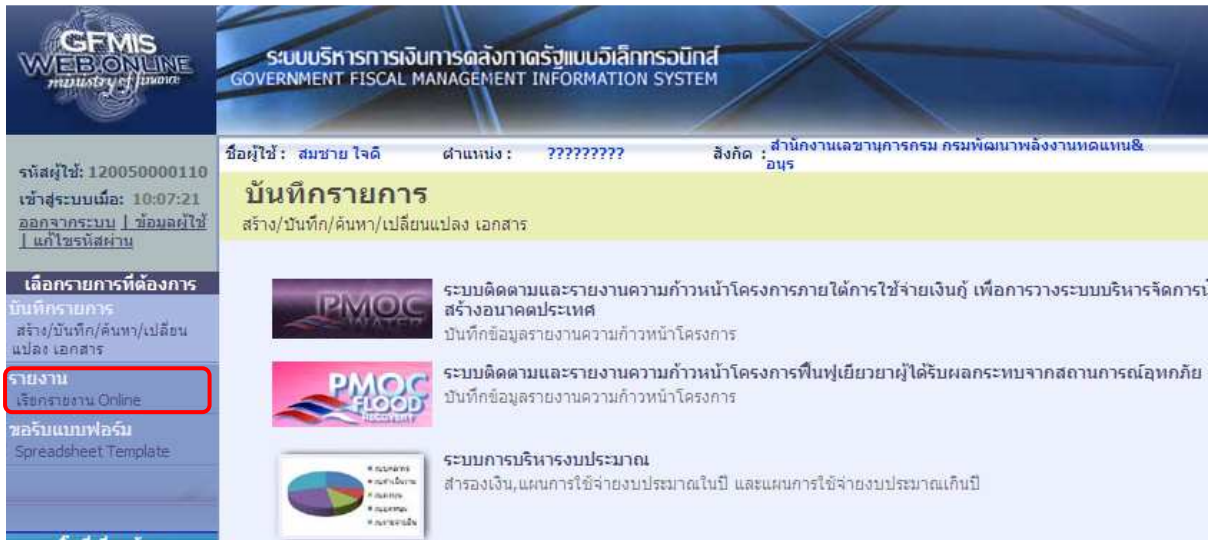 GFMIS
WEB ONLINE
ministry of finance
ระบบบริหารการเงินการคลังภาครัฐแบบอิเล็กทรอนิกส์
GOVERNMENT FISCAL MANAGEMENT INFORMATION SYSTEM
รหัสผู้ใช้: 120050000110
เข้าสู่ระบบเมื่อ: 10:07:21
ออกจากระบบ | ข้อมูลผู้ใช้
| แก้ไขรหัสผ่าน
ชื่อผู้ใช้ : สมชาย ใจดี ตำแหน่ง : ????????? สังกัด : สำนักงานเลขานุการกรม กรมพัฒนาพลังงานทดแทน&
อนุร
บันทึกรายการ
สร้าง/บันทึก/ค้นหา/เปลี่ยนแปลง เอกสาร
เลือกรายการที่ต้องการ
บันทึกรายการ
สร้าง/บันทึก/ค้นหา/เปลี่ยน
แปลง เอกสาร
รายงาน
เรียกรายงาน Online
ขอรับแบบฟอร์ม
Spreadsheet Template
PMOC
WATER
ระบบติดตามและรายงานความก้าวหน้าโครงการภายใต้การใช้จ่ายเงินกู้ เพื่อการวางระบบบริหารจัดการน้
สร้างอนาคตประเทศ
บันทึกข้อมูลรายงานความก้าวหน้าโครงการ
PMOC
FLOOD
RECOVERY
ระบบติดตามและรายงานความก้าวหน้าโครงการฟื้นฟูเยียวยาผู้ได้รับผลกระทบจากสถานการณ์อุทกภัย
บันทึกข้อมูลรายงานความก้าวหน้าโครงการ
ระบบการบริหารงบประมาณ
สำรองเงิน,แผนการใช้จ่ายงบประมาณในปี และแผนการใช้จ่ายงบประมาณเกินปี